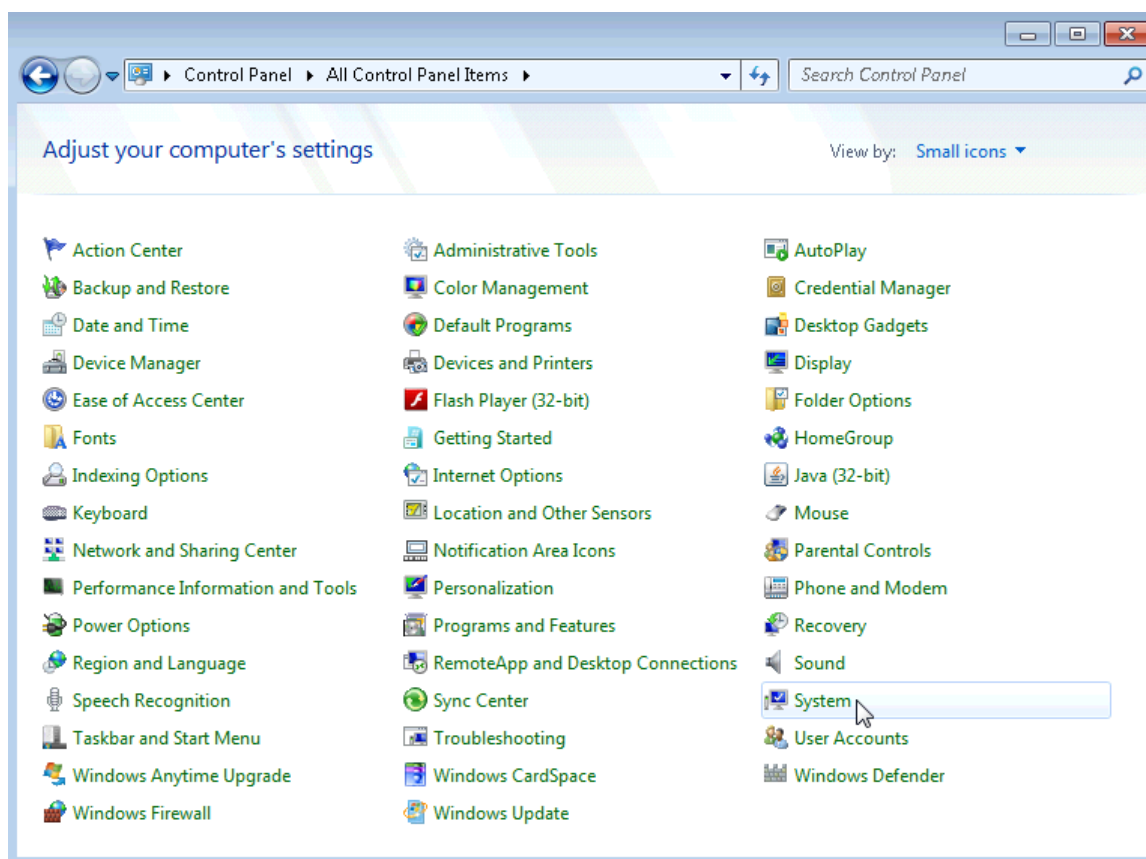 Control Panel All Control Panel Items Search Control Panel
Adjust your computer's settings View by: Small icons
Action Center Administrative Tools AutoPlay
Backup and Restore Color Management Credential Manager
Date and Time Default Programs Desktop Gadgets
Device Manager Devices and Printers Display
Ease of Access Center Flash Player (32-bit) Folder Options
Fonts Getting Started HomeGroup
Indexing Options Internet Options Java (32-bit)
Keyboard Location and Other Sensors Mouse
Network and Sharing Center Notification Area Icons Parental Controls
Performance Information and Tools Personalization Phone and Modem
Power Options Programs and Features Recovery
Region and Language RemoteApp and Desktop Connections Sound
Speech Recognition Sync Center System
Taskbar and Start Menu Troubleshooting User Accounts
Windows Anytime Upgrade Windows CardSpace Windows Defender
Windows Firewall Windows Update